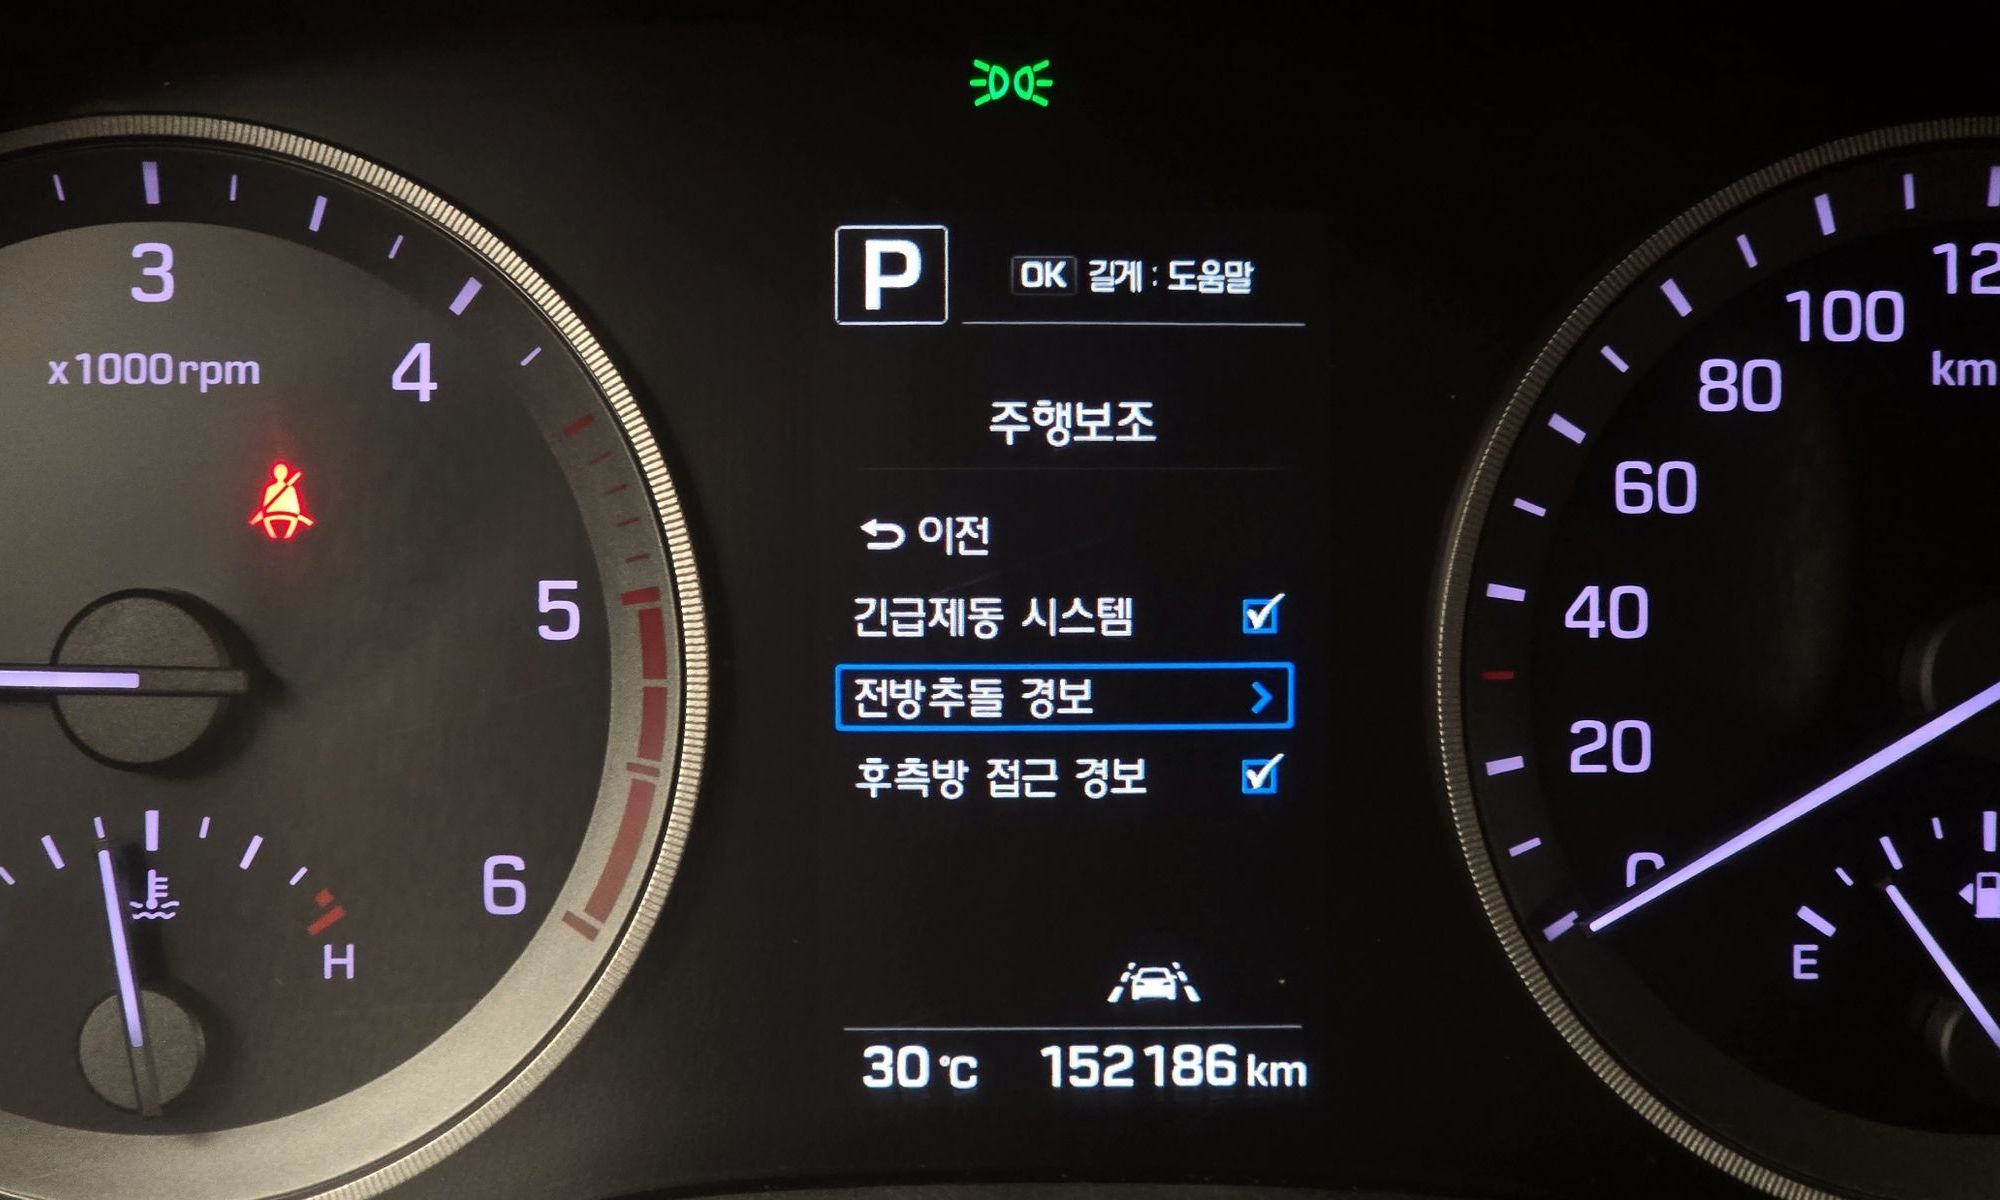 P
OK 길게 : 도움말
주행보조
이전
긴급제동 시스템
전방추돌 경보
후측방 접근 경보
30°C 152186 km
3
x1000rpm
4
5
6
H
100
80
60
40
20
0
E